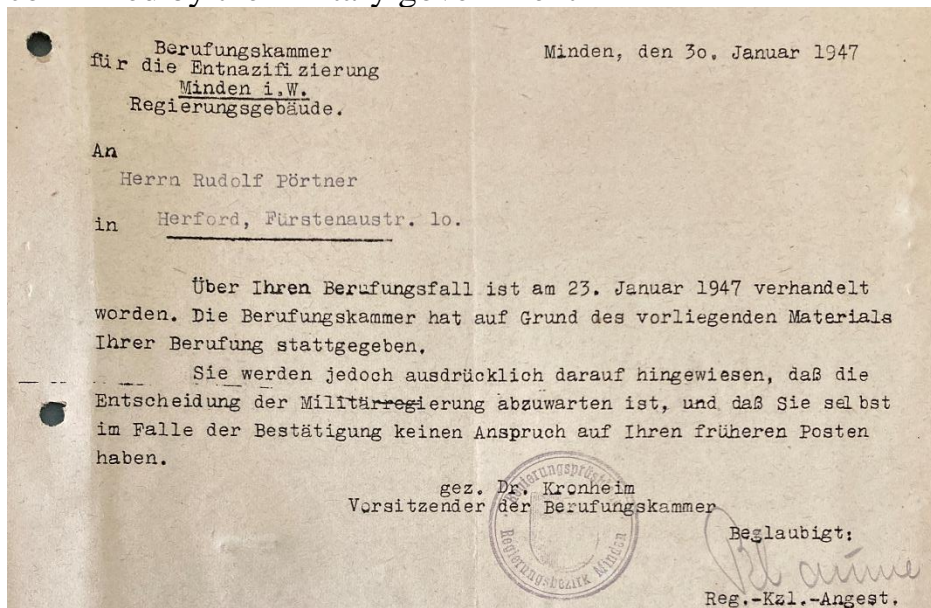 Berufungskammer
für die Entnazifizierung
Minden i.W.
Regierungsgebäude.
Minden, den 3o. Januar 1947
An
Herrn Rudolf Pörtner
in Herford, Fürstenaustr. lo.
Über Ihren Berufungsfall ist am 23. Januar 1947 verhandelt
worden. Die Berufungskammer hat auf Grund des vorliegenden Materials
Ihrer Berufung stattgegeben.
Sie werden jedoch ausdrücklich darauf hingewiesen, daß die
Entscheidung der Militärregierung abzuwarten ist, und daß Sie selbst
im Falle der Bestätigung keinen Anspruch auf Ihren früheren Posten
haben.
gez. Dr. Kronheim
Vorsitzender der Berufungskammer
Regierungsbezirk Minden
Beglaubigt:
Reg.-Kzl.-Angest.